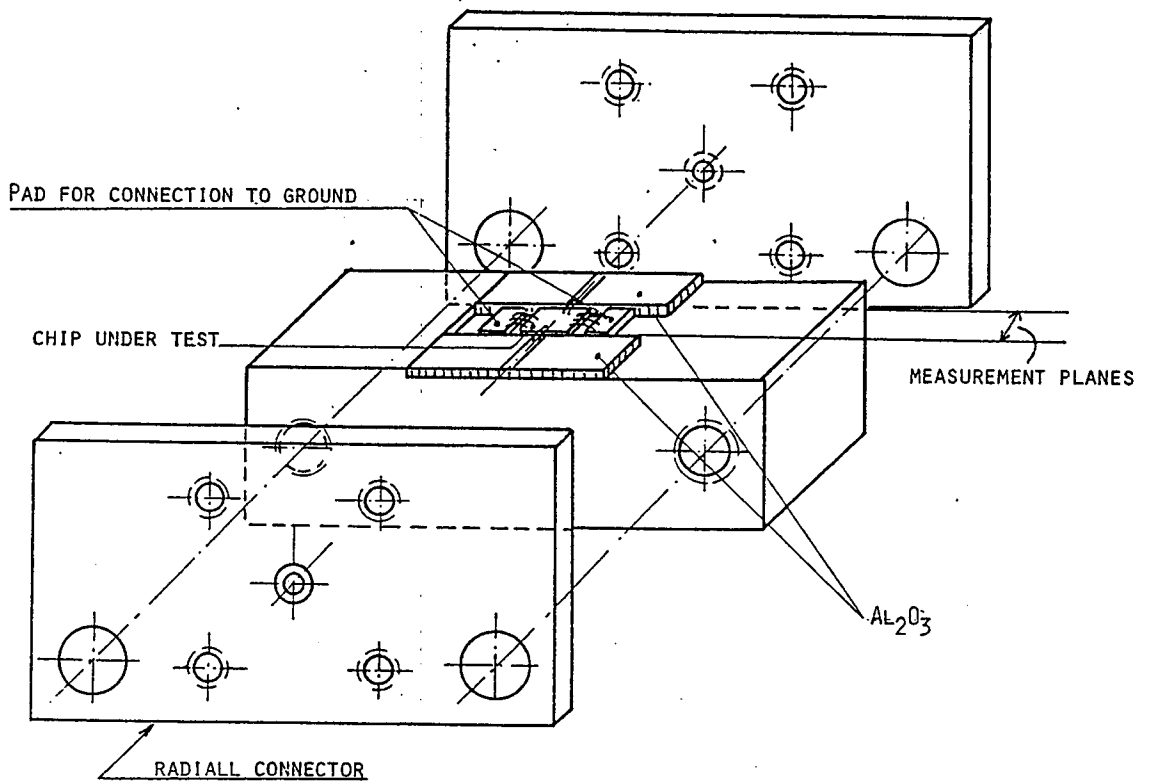 PAD FOR CONNECTION TO GROUND
CHIP UNDER TEST
MEASUREMENT PLANES
AL2O3
RADIALL CONNECTOR